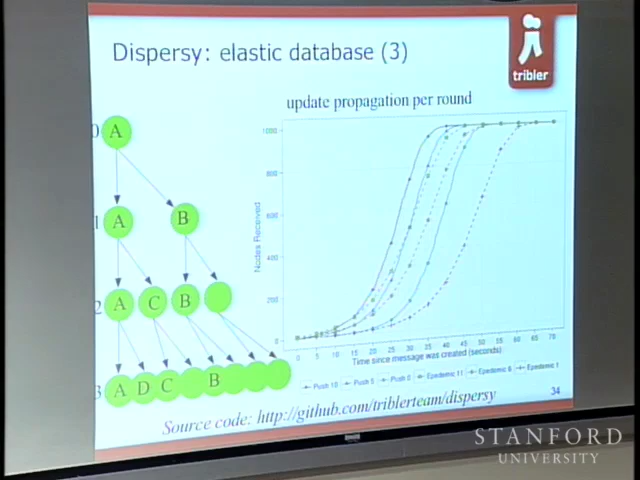 Dispersy: elastic database (3)
tribler
update propagation per round
0 A
1 A B
2 A C B
3 A D C B
Nodes Received
1000
800
600
400
200
0
0 5 10 15 20 25 30 35 40 45 50 55 60 65 70
Time since message was created (seconds)
Push 10 Push 5 Push 0 Epedemic 11 Epedemic 6 Epedemic 1
Source code: http://github.com/triblerteam/dispersy
34
STANFORD
UNIVERSITY